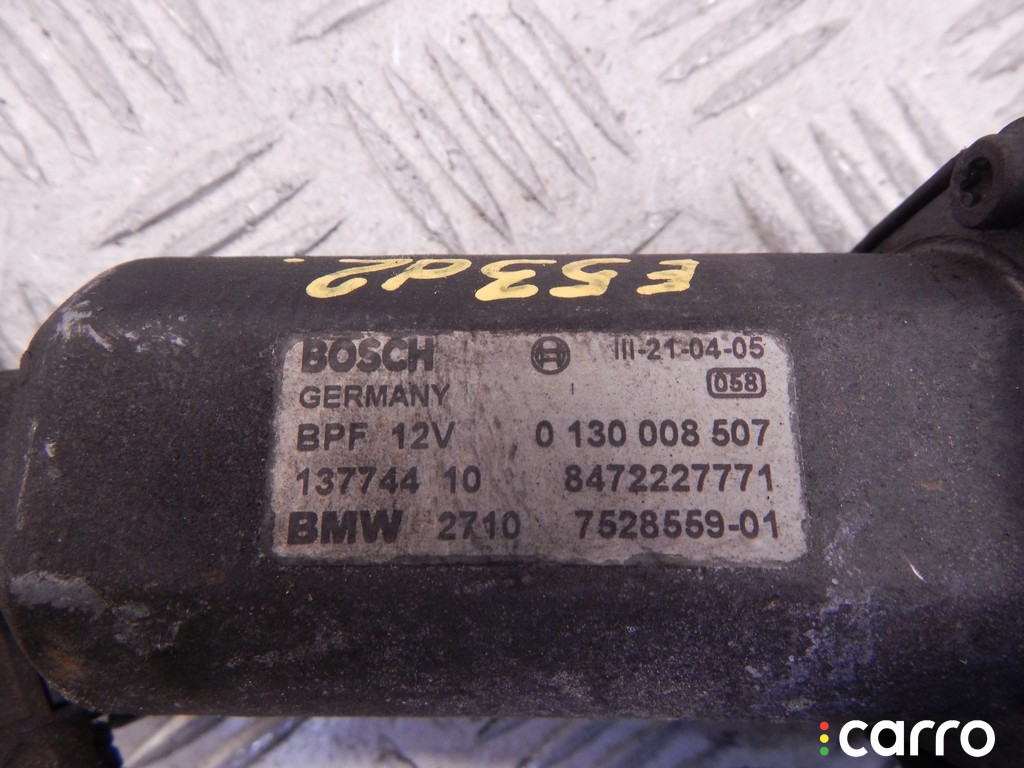 E53d2.
BOSCH III-21-04-05
GERMANY 058
BPF 12V 0 130 008 507
137744 10 8472227771
BMW 2710 7528559-01
carro